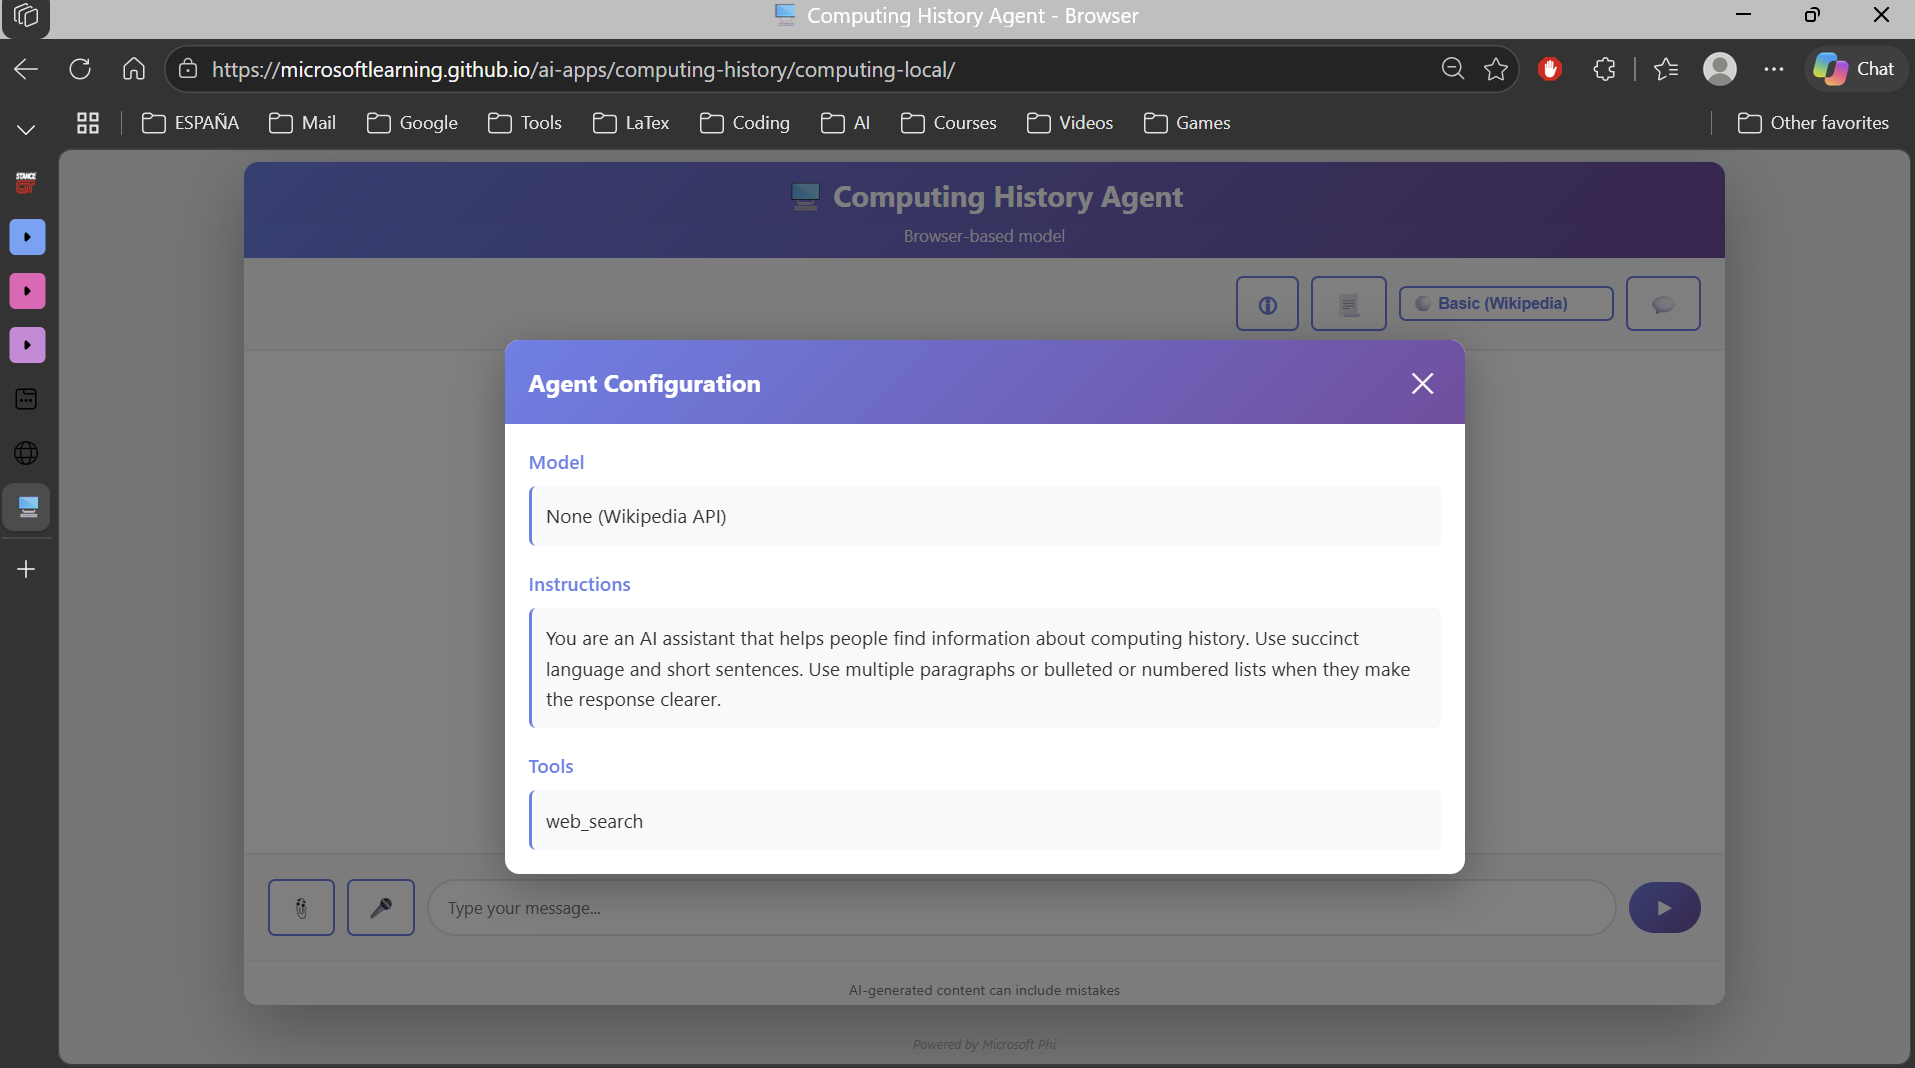 Computing History Agent - Browser
https://microsoftlearning.github.io/ai-apps/computing-history/computing-local/
Chat
ESPAÑA
Mail
Google
Tools
LaTex
Coding
AI
Courses
Videos
Games
Other favorites
STANCE
Computing History Agent
Browser-based model
Basic (Wikipedia)
Agent Configuration
Model
None (Wikipedia API)
Instructions
You are an AI assistant that helps people find information about computing history. Use succinct
language and short sentences. Use multiple paragraphs or bulleted or numbered lists when they make
the response clearer.
Tools
web_search
Type your message...
AI-generated content can include mistakes
Powered by Microsoft Phi